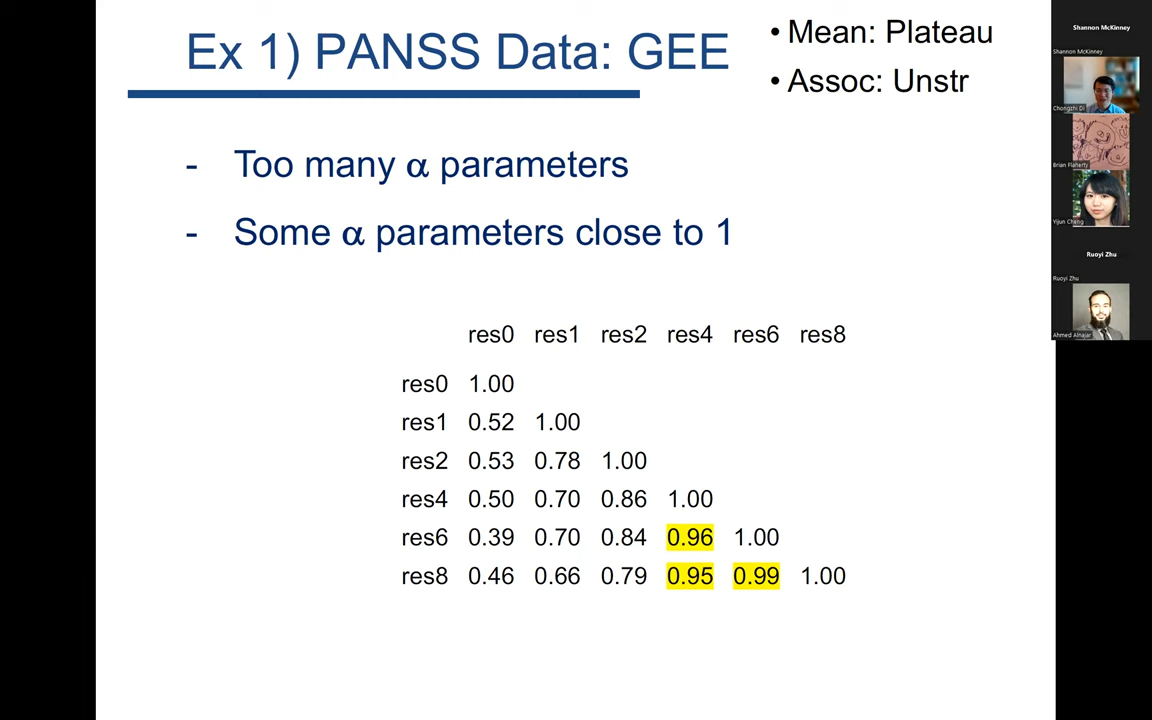 Ex 1) PANSS Data: GEE
• Mean: Plateau
• Assoc: Unstr
- Too many α parameters
- Some α parameters close to 1
res0 res1 res2 res4 res6 res8
res0 1.00
res1 0.52 1.00
res2 0.53 0.78 1.00
res4 0.50 0.70 0.86 1.00
res6 0.39 0.70 0.84 0.96 1.00
res8 0.46 0.66 0.79 0.95 0.99 1.00
Shannon McKinney
Shannon McKinney
Chongzhi Di
Brian Flaherty
Yijun Cheng
Ruoyi Zhu
Ruoyi Zhu
Ahmed Alnajar